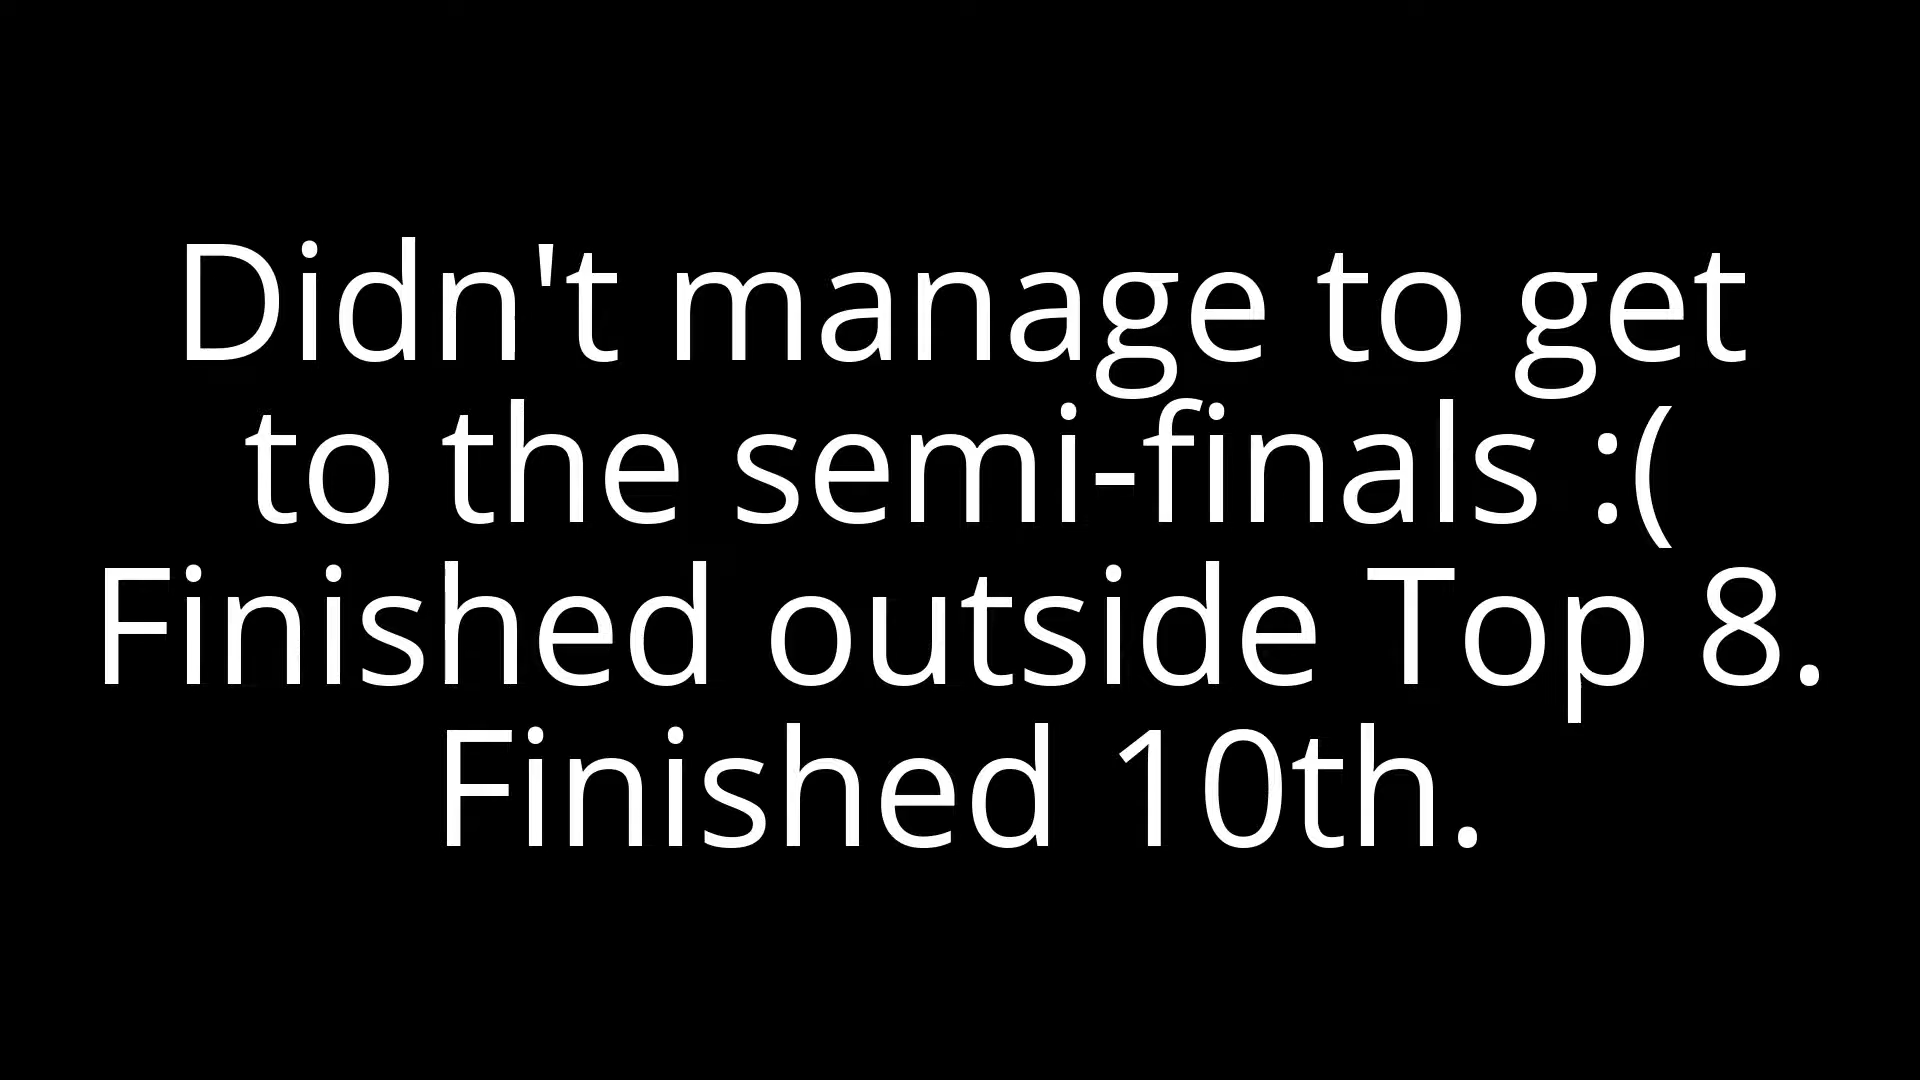 Didn't manage to get
to the semi-finals :(
Finished outside Top 8.
Finished 10th.